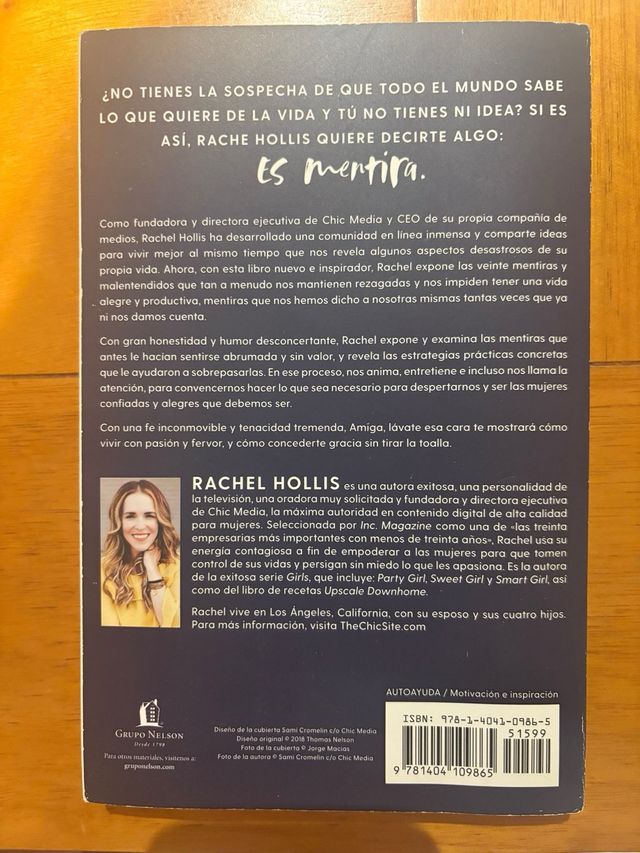 ¿NO TIENES LA SOSPECHA DE QUE TODO EL MUNDO SABE
LO QUE QUIERE DE LA VIDA Y TÚ NO TIENES NI IDEA? SI ES
ASÍ, RACHE HOLLIS QUIERE DECIRTE ALGO:
Es mentira.
Como fundadora y directora ejecutiva de Chic Media y CEO de su propia compañía de
medios, Rachel Hollis ha desarrollado una comunidad en línea inmensa y comparte ideas
para vivir mejor al mismo tiempo que nos revela algunos aspectos desastrosos de su
propia vida. Ahora, con este libro nuevo e inspirador, Rachel expone las veinte mentiras y
malentendidos que tan a menudo nos mantienen rezagadas y nos impiden tener una vida
alegre y productiva, mentiras que nos hemos dicho a nosotras mismas tantas veces que ya
ni nos damos cuenta.
Con gran honestidad y humor desconcertante, Rachel expone y examina las mentiras que
antes le hacían sentirse abrumada y sin valor, y revela las estrategias prácticas concretas
que le ayudaron a sobrepasarlas. En ese proceso, nos anima, entretiene e incluso nos llama la
atención, para convencernos hacer lo que sea necesario para despertarnos y ser las mujeres
confiadas y alegres que debemos ser.
Con una fe inconmovible y tenacidad tremenda, Amiga, lávate esa cara te mostrará cómo
vivir con pasión y fervor, y cómo concederte gracia sin tirar la toalla.
RACHEL HOLLIS es una autora exitosa, una personalidad de
la televisión, una oradora muy solicitada y fundadora y directora ejecutiva
de Chic Media, la máxima autoridad en contenido digital de alta calidad
para mujeres. Seleccionada por Inc. Magazine como una de «las treinta
empresarias más importantes con menos de treinta años», Rachel usa su
energía contagiosa a fin de empoderar a las mujeres para que tomen
control de sus vidas y persigan sin miedo lo que les apasiona. Es la autora
de la exitosa serie Girls, que incluye: Party Girl, Sweet Girl y Smart Girl, así
como del libro de recetas Upscale Downhome.
Rachel vive en Los Ángeles, California, con su esposo y sus cuatro hijos.
Para más información, visita TheChicSite.com
GRUPO NELSON
Desde 1798
Para otros materiales, visítenos a:
gruponelson.com
Diseño de la cubierta Sami Cromelin c/o Chic Media
Diseño original © 2018 Thomas Nelson
Foto de la cubierta © Jorge Macias
Foto de la autora © Sami Cromelin c/o Chic Media
AUTOAYUDA / Motivación e inspiración
ISBN: 978-1-4041-0986-5
51599
9 781404 109865